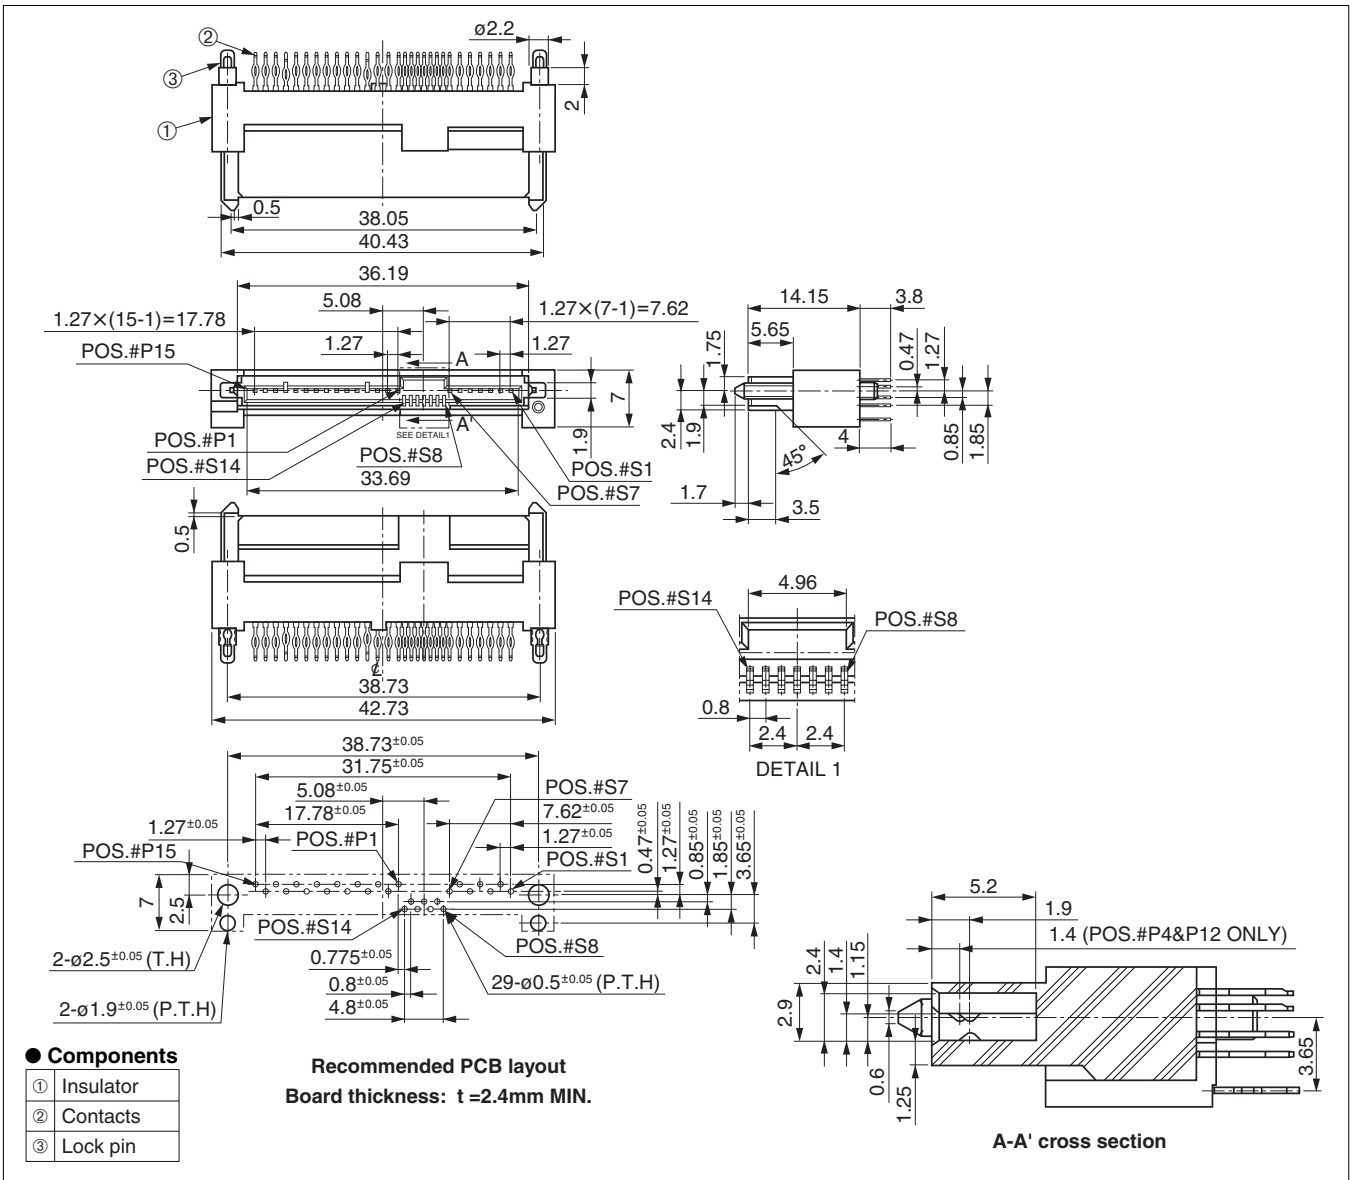 ②
ø2.2
③
①
2
0.5
38.05
40.43
36.19
5.08
1.27×(15-1)=17.78
1.27×(7-1)=7.62
POS.#P15
1.27
A
1.27
7
1.9
POS.#P1
A'
SEE DETAIL1
POS.#S14
POS.#S8
POS.#S1
33.69
POS.#S7
14.15
3.8
5.65
1.75
0.47
1.27
2.4
1.9
4
0.85
1.85
45°
1.7
3.5
0.5
℄
38.73
42.73
4.96
POS.#S14
POS.#S8
0.8
2.4
2.4
DETAIL 1
38.73±0.05
31.75±0.05
5.08±0.05
POS.#S7
17.78±0.05
7.62±0.05
1.27±0.05
POS.#P1
1.27±0.05
POS.#P15
POS.#S1
0.47±0.05
1.27±0.05
0.85±0.05
1.85±0.05
3.65±0.05
7
2.5
POS.#S14
POS.#S8
2-ø2.5±0.05 (T.H)
0.775±0.05
29-ø0.5±0.05 (P.T.H)
0.8±0.05
2-ø1.9±0.05 (P.T.H)
4.8±0.05
5.2
1.9
1.4 (POS.#P4&P12 ONLY)
2.4
1.4
1.15
2.9
0.6
1.25
3.65
A-A' cross section
● Components
① Insulator
② Contacts
③ Lock pin
Recommended PCB layout
Board thickness: t =2.4mm MIN.